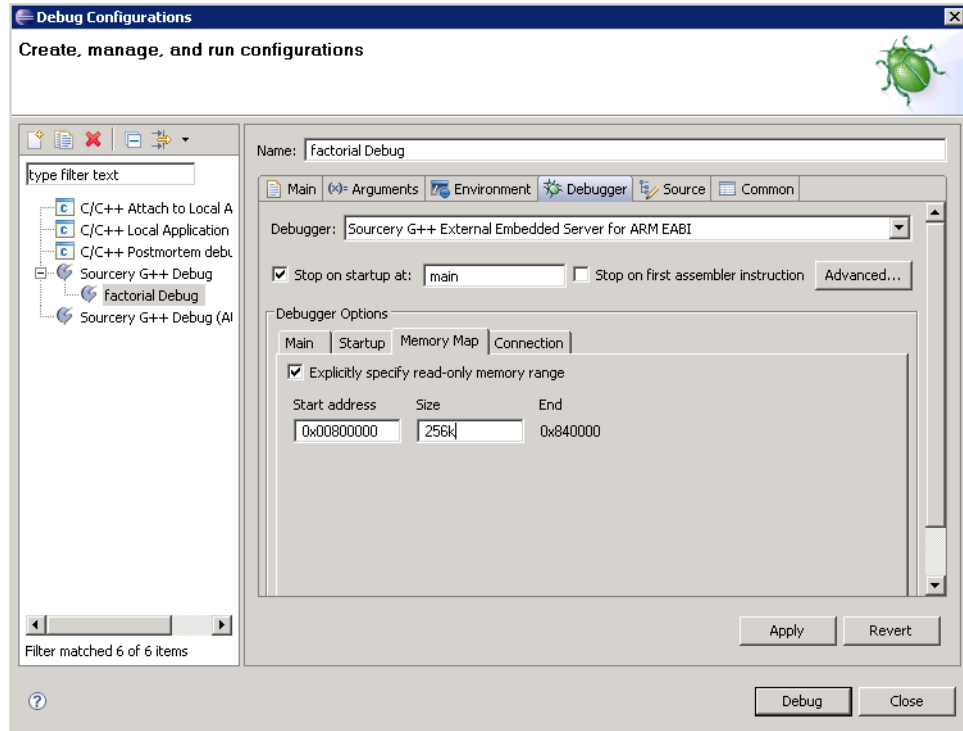 Debug Configurations
Create, manage, and run configurations
type filter text
C/C++ Attach to Local A
C/C++ Local Application
C/C++ Postmortem debu
Sourcery G++ Debug
factorial Debug
Sourcery G++ Debug (AU
Filter matched 6 of 6 items
Name: factorial Debug
Main (x)= Arguments Environment Debugger Source Common
Debugger: Sourcery G++ External Embedded Server for ARM EABI
Stop on startup at: main Stop on first assembler instruction Advanced...
Debugger Options
Main Startup Memory Map Connection
Explicitly specify read-only memory range
Start address Size End
0x00800000 256k 0x840000
Apply Revert
? Debug Close